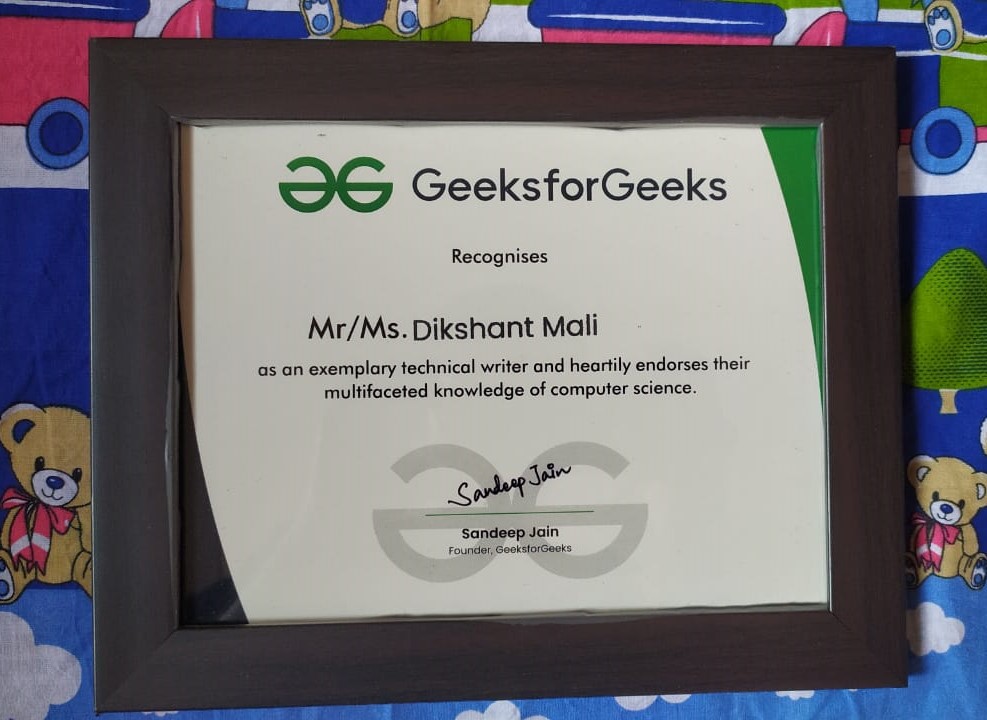 GeeksforGeeks
Recognises
Mr/Ms. Dikshant Mali
as an exemplary technical writer and heartily endorses their
multifaceted knowledge of computer science.
Sandeep Jain
Sandeep Jain
Founder, GeeksforGeeks